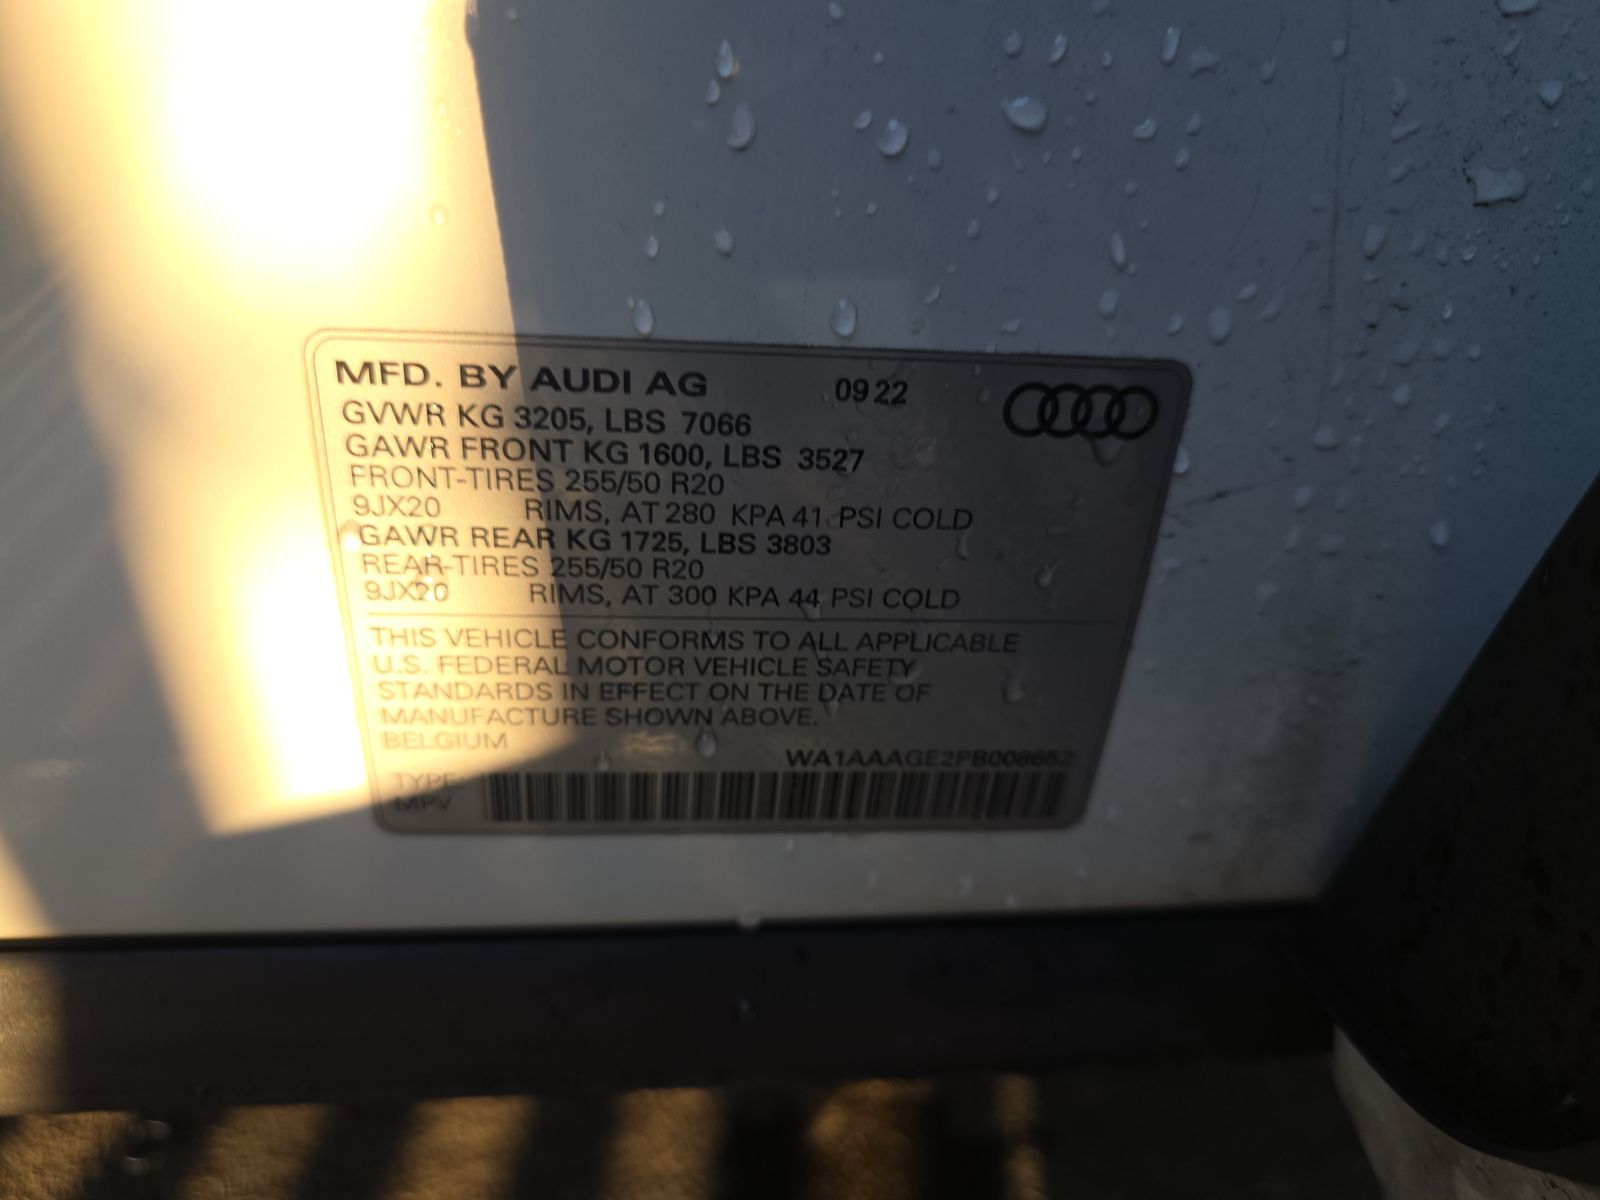 MFD. BY AUDI AG 09 22
GVWR KG 3205, LBS 7066
GAWR FRONT KG 1600, LBS 3527
FRONT-TIRES 255/50 R20
9JX20 RIMS, AT 280 KPA 41 PSI COLD
GAWR REAR KG 1725, LBS 3803
REAR-TIRES 255/50 R20
9JX20 RIMS, AT 300 KPA 44 PSI COLD
THIS VEHICLE CONFORMS TO ALL APPLICABLE
U.S. FEDERAL MOTOR VEHICLE SAFETY
STANDARDS IN EFFECT ON THE DATE OF
MANUFACTURE SHOWN ABOVE.
BELGIUM
WA1AAAGE2PB008652
TYPE:
MPV